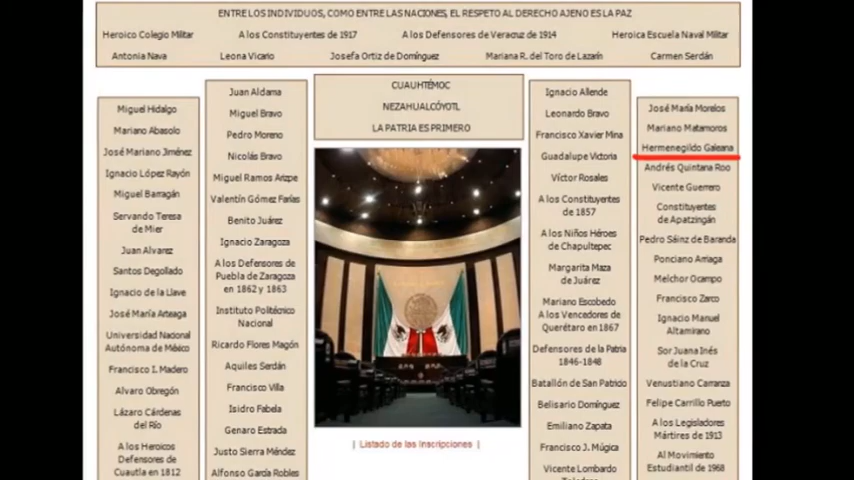 ENTRE LOS INDIVIDUOS, COMO ENTRE LAS NACIONES, EL RESPETO AL DERECHO AJENO ES LA PAZ
Heroico Colegio Militar
A los Constituyentes de 1917
A los Defensores de Veracruz de 1914
Heroica Escuela Naval Militar
Antonia Nava
Leona Vicario
Josefa Ortiz de Domínguez
Mariana R. del Toro de Lazarín
Carmen Serdán
Miguel Hidalgo
Mariano Abasolo
José Mariano Jiménez
Ignacio López Rayón
Miguel Barragán
Servando Teresa
de Mier
Juan Alvarez
Santos Degollado
Ignacio de la Llave
José María Arteaga
Universidad Nacional
Autónoma de México
Francisco I. Madero
Alvaro Obregón
Lázaro Cárdenas
del Río
A los Heroicos
Defensores de
Cuautla en 1812
Juan Aldama
Miguel Bravo
Pedro Moreno
Nicolás Bravo
Miguel Ramos Arizpe
Valentín Gómez Farías
Benito Juárez
Ignacio Zaragoza
A los Defensores de
Puebla de Zaragoza
en 1862 y 1863
Instituto Politécnico
Nacional
Ricardo Flores Magón
Aquiles Serdán
Francisco Villa
Isidro Fabela
Genaro Estrada
Justo Sierra Méndez
Alfonso García Robles
CUAUHTÉMOC
NEZAHUALCÓYOTL
LA PATRIA ES PRIMERO
| Listado de las Inscripciones |
Ignacio Allende
Leonardo Bravo
Francisco Xavier Mina
Guadalupe Victoria
Víctor Rosales
A los Constituyentes
de 1857
A los Niños Héroes
de Chapultepec
Margarita Maza
de Juárez
Mariano Escobedo
A los Vencedores de
Querétaro en 1867
Defensores de la Patria
1846-1848
Batallón de San Patricio
Belisario Domínguez
Emiliano Zapata
Francisco J. Múgica
Vicente Lombardo
José María Morelos
Mariano Matamoros
Hermenegildo Galeana
Andrés Quintana Roo
Vicente Guerrero
Constituyentes
de Apatzingán
Pedro Sáinz de Baranda
Ponciano Arriaga
Melchor Ocampo
Francisco Zarco
Ignacio Manuel
Altamirano
Sor Juana Inés
de la Cruz
Venustiano Carranza
Felipe Carrillo Puerto
A los Legisladores
Mártires de 1913
Al Movimiento
Estudiantil de 1968